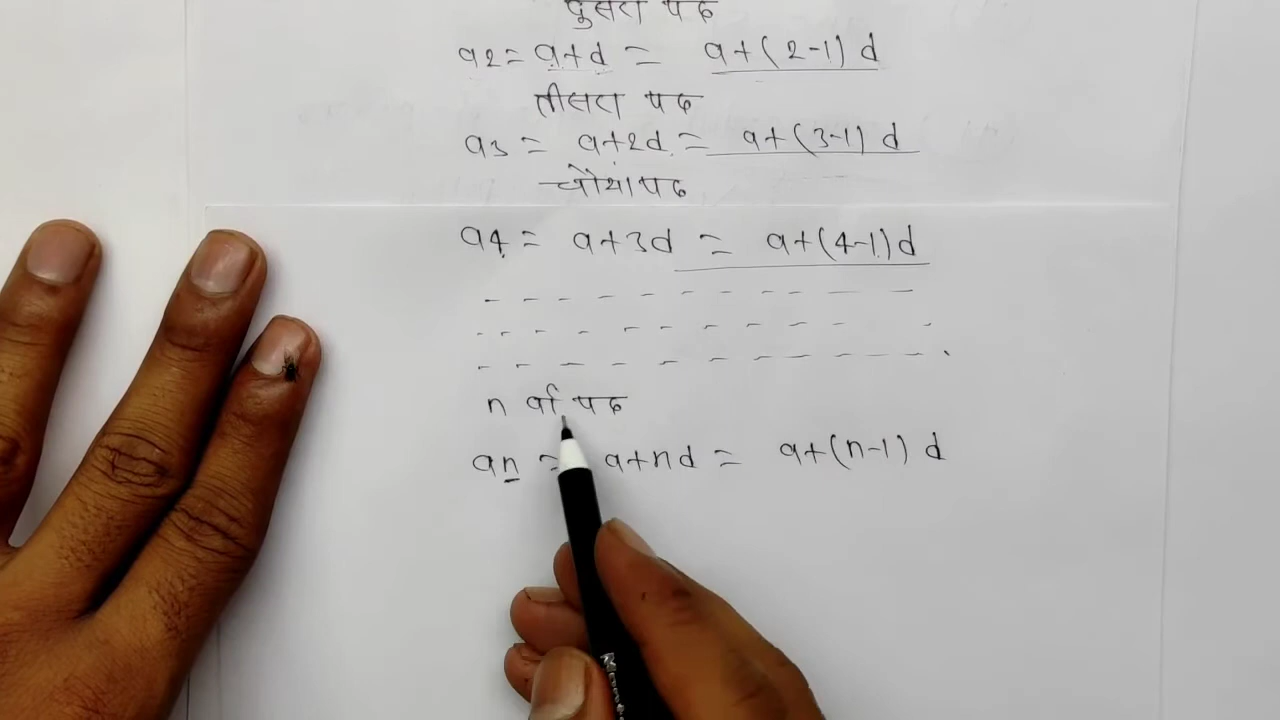 दुसरा पद
a2 = a+d = a+(2-1) d
तीसरा पद
a3 = a+2d = a+(3-1) d
चौथा पद
a4 = a+3d = a+(4-1) d
n वां पद
an = a+nd = a+(n-1) d